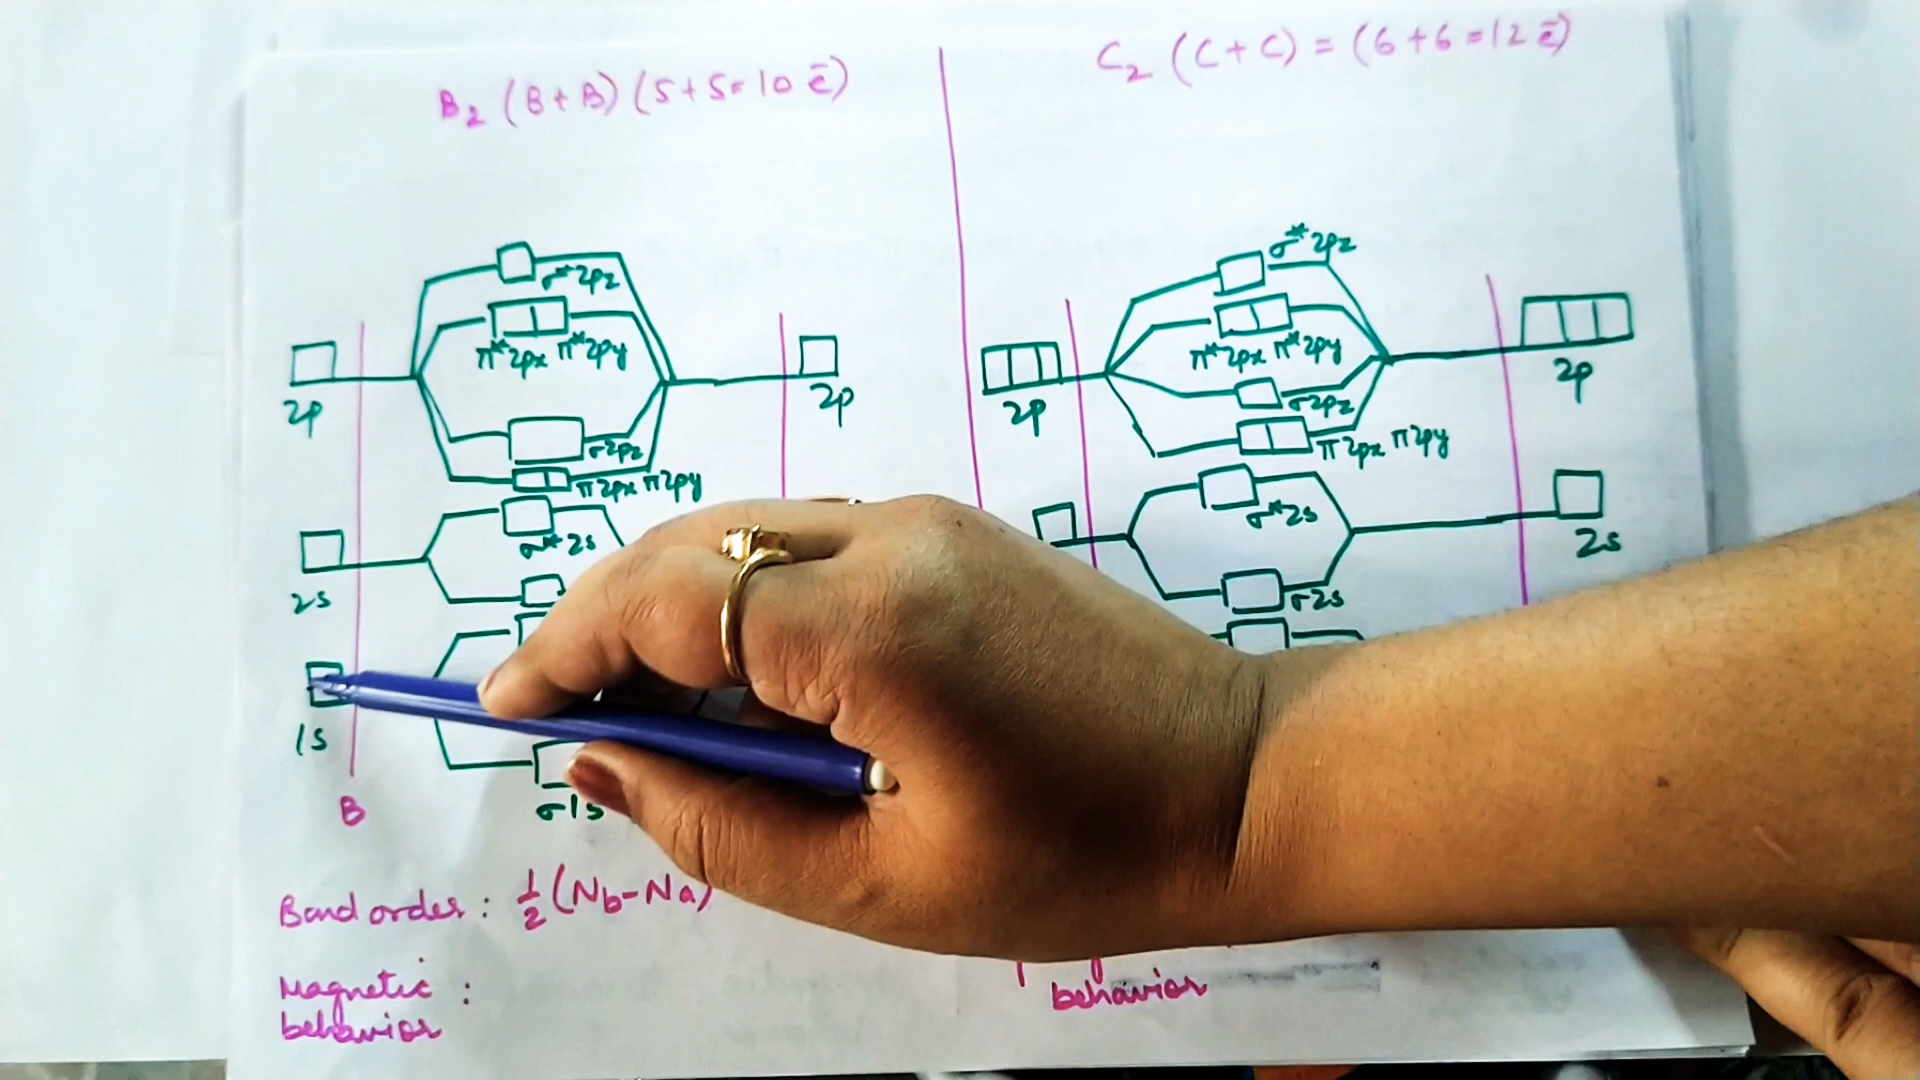 B₂ (B+B) (5+5=10 ē)
σ*2pz
π*2px π*2py
2p
2p
σ2pz
π2px π2py
σ*2s
2s
1s
B
σ1s
Bond order : ½ (Nb-Na)
Magnetic :
behavior
C₂ (C+C) = (6+6=12 ē)
σ*2pz
π*2px π*2py
2p
2p
σ2pz
π2px π2py
σ*2s
2s
σ2s
behavior